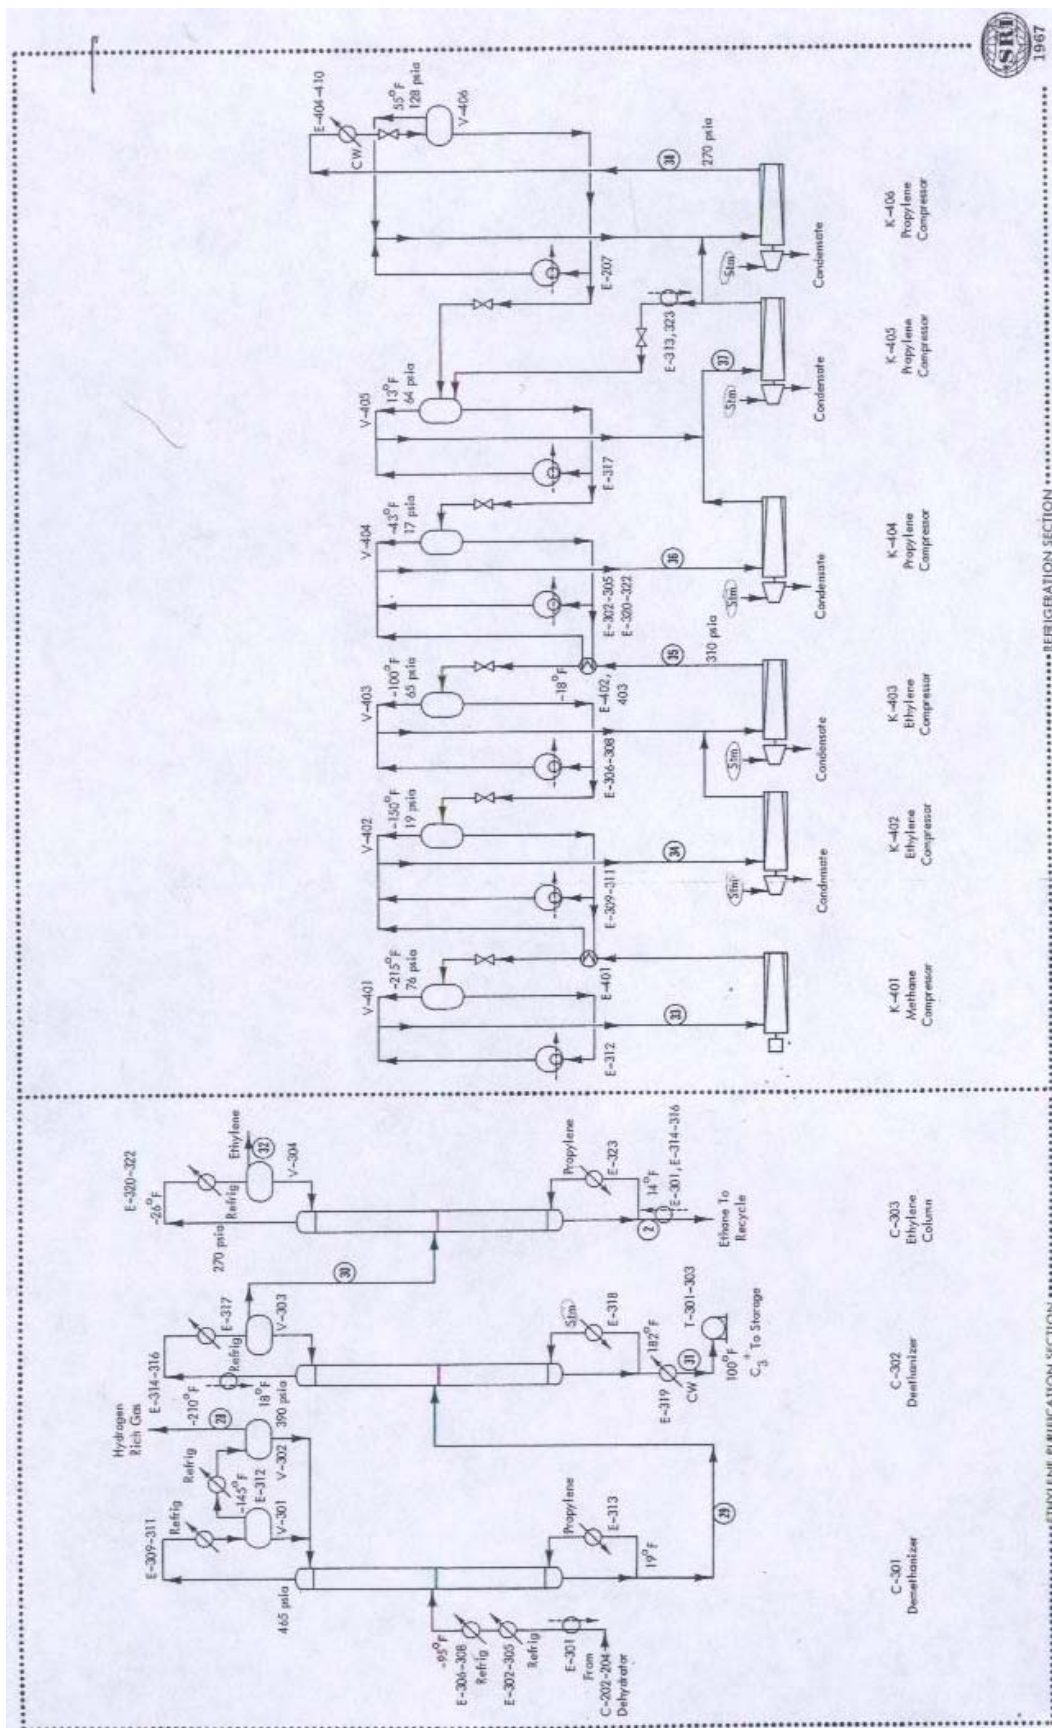 SRI
1967
E-320-322
-26°F
Refrig
Ethylene
32
V-304
270 psia
30
Propylene
E-323
14°F
2
E-301, E-314-316
Ethane To
Recycle
C-303
Ethylene
Column
E-314-316
E-317
Refrig
V-303
18°F
390 psia
Stm
E-318
182°F
E-319
CW
31
T-301-303
100°F
C3+ To Storage
C-302
Deethanizer
Hydrogen
Rich Gas
-210°F
28
Refrig
E-312
V-302
E-309-311
Refrig
-145°F
V-301
465 psia
Propylene
E-313
19°F
29
-95°F
E-306-308
Refrig
E-302-305
Refrig
E-301
From
C-202-204
Dehydrator
C-301
Demethanizer
ETHYLENE PURIFICATION SECTION
V-401
-215°F
76 psia
E-312
E-401
33
K-401
Methane
Compressor
V-402
-150°F
19 psia
E-309-311
34
Stm
Condensate
K-402
Ethylene
Compressor
V-403
-100°F
65 psia
E-306-308
-18°F
E-402,
403
35
310 psia
Stm
Condensate
K-403
Ethylene
Compressor
V-404
-43°F
17 psia
E-302-305
E-320-322
36
Stm
Condensate
K-404
Propylene
Compressor
V-405
13°F
64 psia
E-317
E-313, 323
37
Stm
Condensate
K-405
Propylene
Compressor
E-404-410
CW
55°F
128 psia
V-406
E-207
38
270 psia
Stm
Condensate
K-406
Propylene
Compressor
REFRIGERATION SECTION